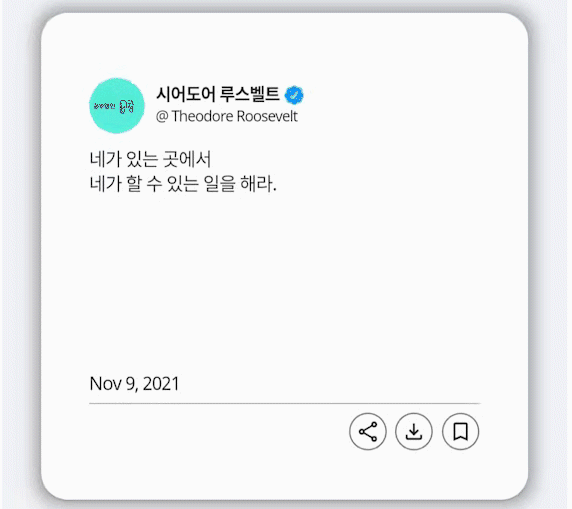 시어도어 루스벨트
@ Theodore Roosevelt
네가 있는 곳에서
네가 할 수 있는 일을 해라.
Nov 9, 2021